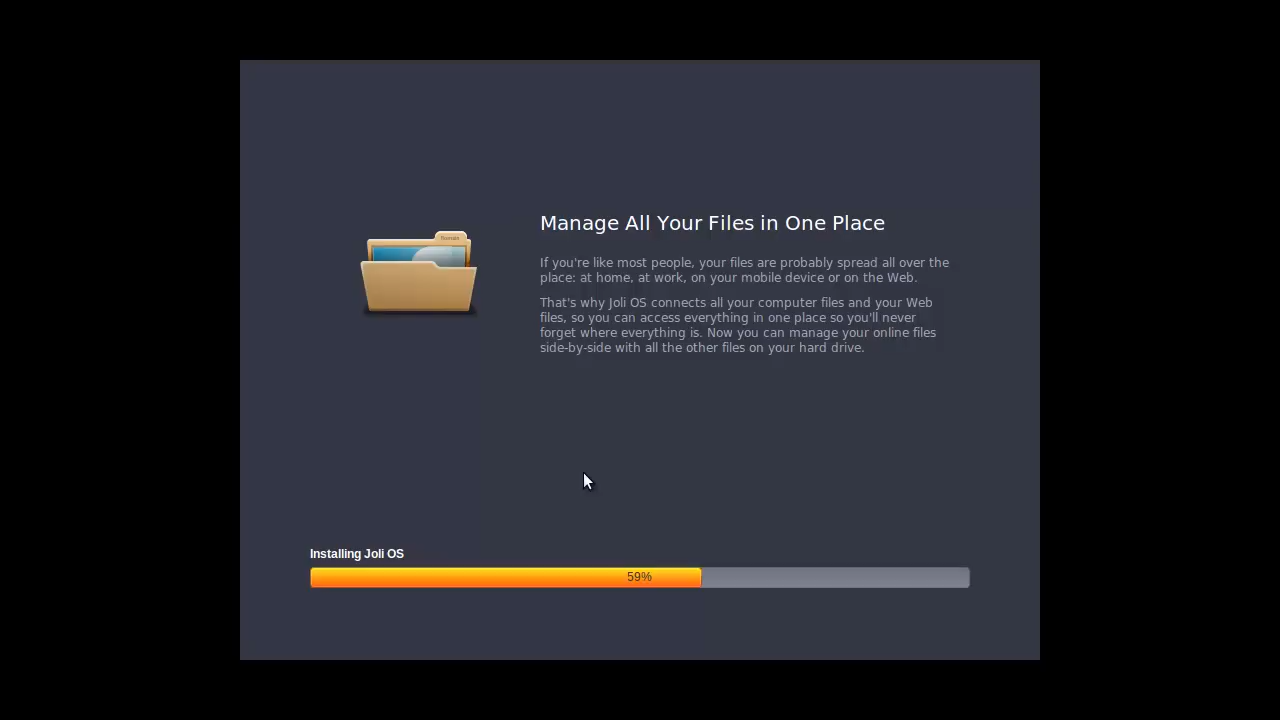 Manage All Your Files in One Place
If you're like most people, your files are probably spread all over the
place: at home, at work, on your mobile device or on the Web.
That's why Joli OS connects all your computer files and your Web
files, so you can access everything in one place so you'll never
forget where everything is. Now you can manage your online files
side-by-side with all the other files on your hard drive.
Installing Joli OS
59%